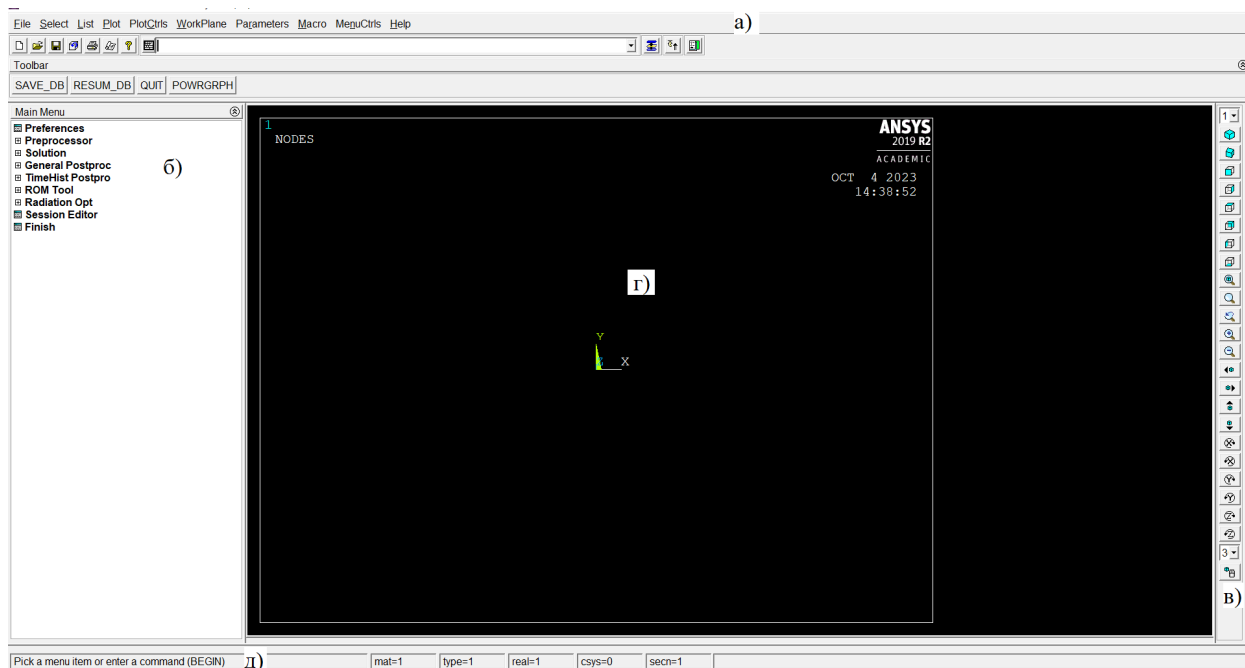 File Select List Plot PlotCtrls WorkPlane Parameters Macro MenuCtrls Help а)
Toolbar
SAVE_DB RESUM_DB QUIT POWRGRPH
Main Menu
Preferences
Preprocessor
Solution
General Postproc
TimeHist Postpro
ROM Tool
Radiation Opt
Session Editor
Finish
б)
1
NODES
ANSYS
2019 R2
ACADEMIC
OCT 4 2023
14:38:52
г)
Y
X
1
3
в)
Pick a menu item or enter a command (BEGIN) д) mat=1 type=1 real=1 csys=0 secn=1